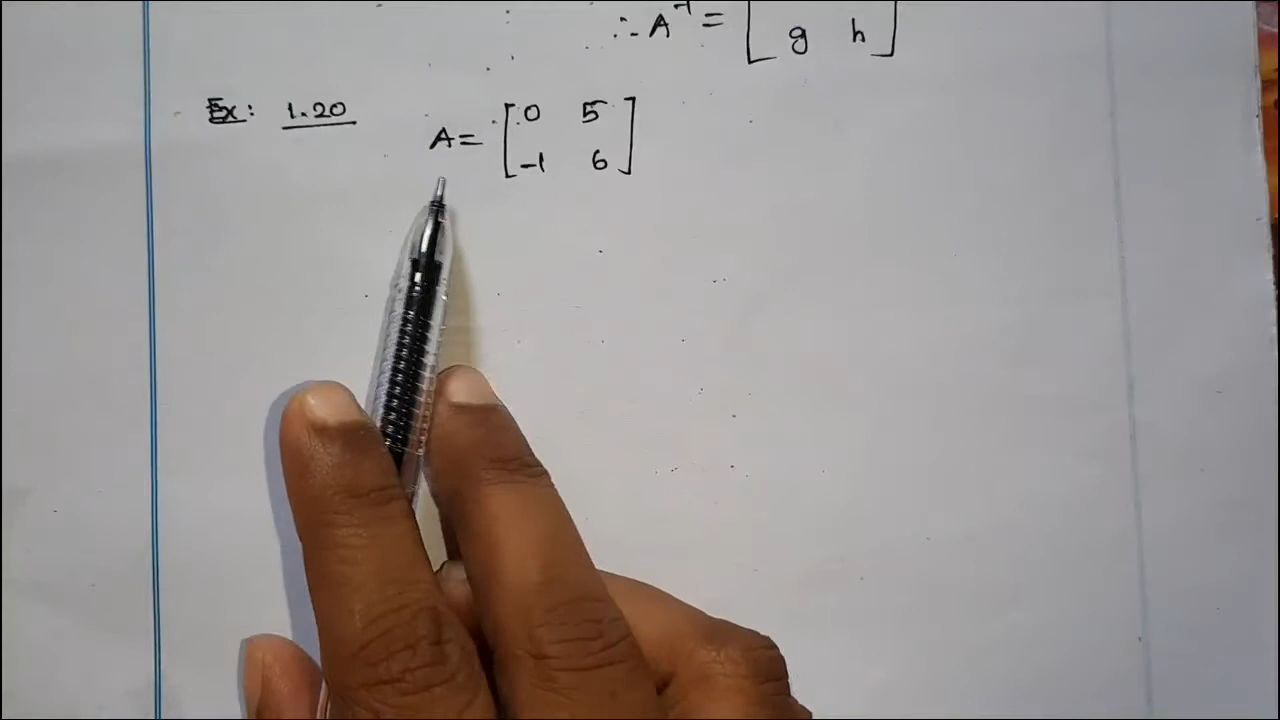 ∴ A⁻¹ = [ g h ]
Ex: 1.20
A = [ 0 5
-1 6 ]